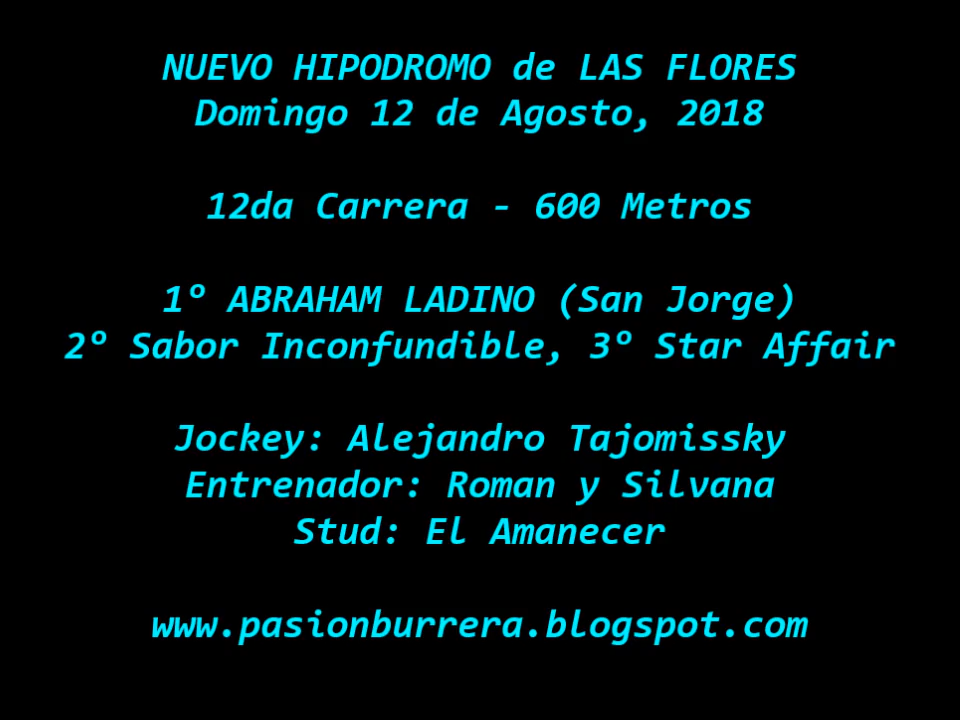 NUEVO HIPODROMO de LAS FLORES
Domingo 12 de Agosto, 2018
12da Carrera - 600 Metros
1º ABRAHAM LADINO (San Jorge)
2º Sabor Inconfundible, 3º Star Affair
Jockey: Alejandro Tajomissky
Entrenador: Roman y Silvana
Stud: El Amanecer
www.pasionburrera.blogspot.com